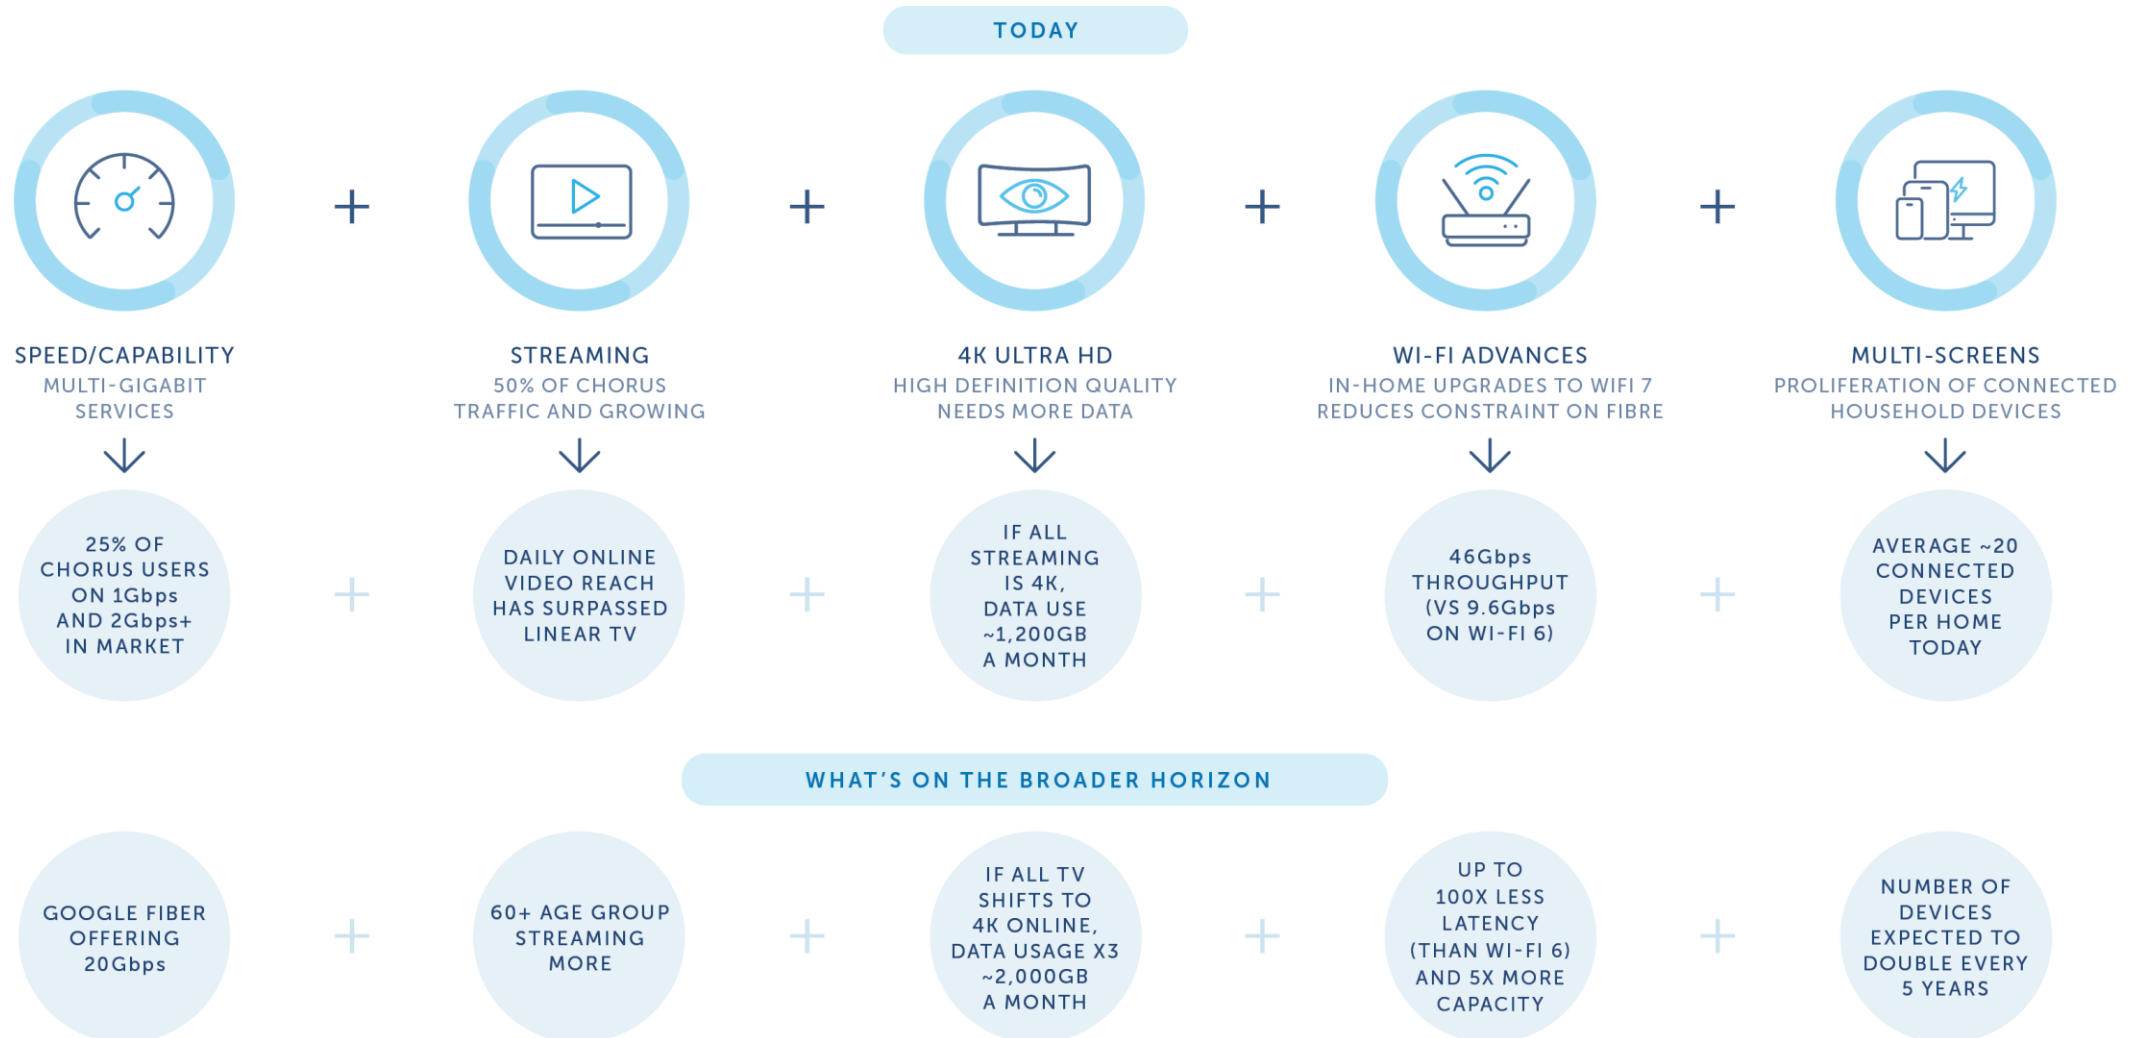 TODAY
SPEED/CAPABILITY
MULTI-GIGABIT
SERVICES
STREAMING
50% OF CHORUS
TRAFFIC AND GROWING
4K ULTRA HD
HIGH DEFINITION QUALITY
NEEDS MORE DATA
WI-FI ADVANCES
IN-HOME UPGRADES TO WIFI 7
REDUCES CONSTRAINT ON FIBRE
MULTI-SCREENS
PROLIFERATION OF CONNECTED
HOUSEHOLD DEVICES
25% OF
CHORUS USERS
ON 1Gbps
AND 2Gbps+
IN MARKET
DAILY ONLINE
VIDEO REACH
HAS SURPASSED
LINEAR TV
IF ALL
STREAMING
IS 4K,
DATA USE
~1,200GB
A MONTH
46Gbps
THROUGHPUT
(VS 9.6Gbps
ON WI-FI 6)
AVERAGE ~20
CONNECTED
DEVICES
PER HOME
TODAY
WHAT'S ON THE BROADER HORIZON
GOOGLE FIBER
OFFERING
20Gbps
60+ AGE GROUP
STREAMING
MORE
IF ALL TV
SHIFTS TO
4K ONLINE,
DATA USAGE X3
~2,000GB
A MONTH
UP TO
100X LESS
LATENCY
(THAN WI-FI 6)
AND 5X MORE
CAPACITY
NUMBER OF
DEVICES
EXPECTED TO
DOUBLE EVERY
5 YEARS